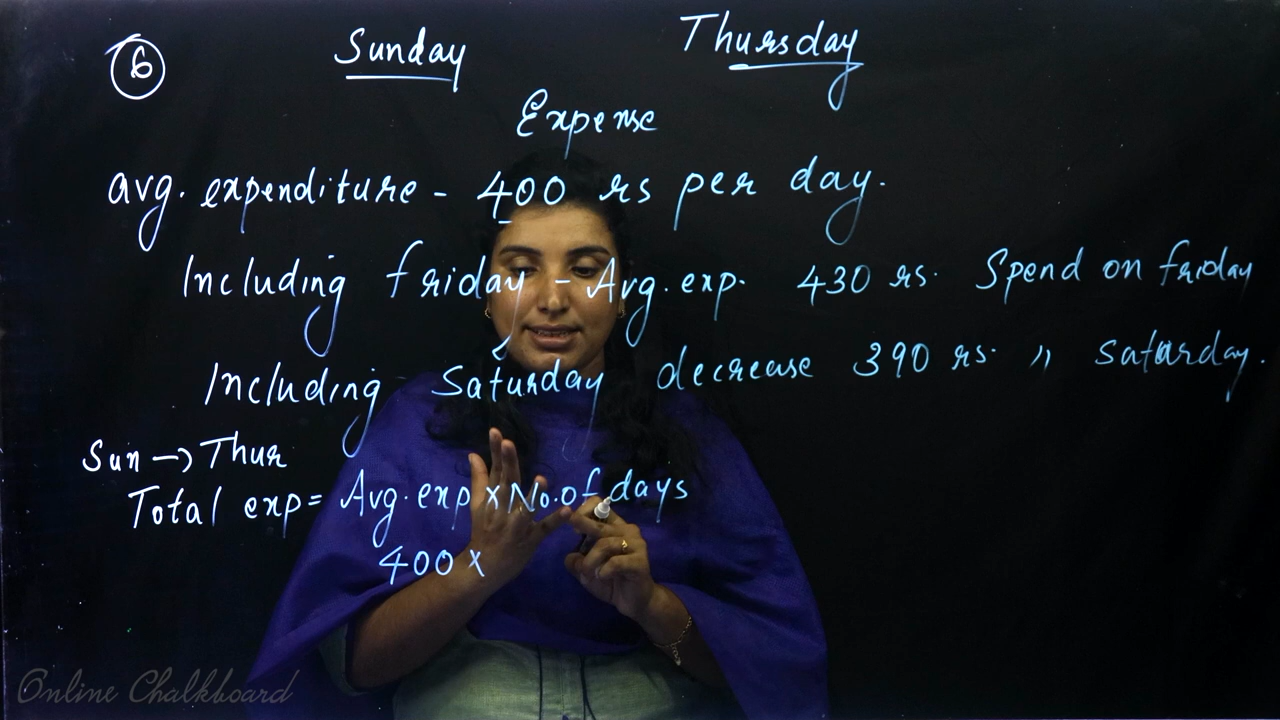 6 Sunday Thursday
Expense
avg. expenditure - 400 rs per day.
Including friday - Avg. exp. 430 rs. Spend on friday
Including Saturday decrease 390 rs. " saturday.
Sun → Thur
Total exp = Avg. exp × No. of days
400 ×
Online Chalkboard